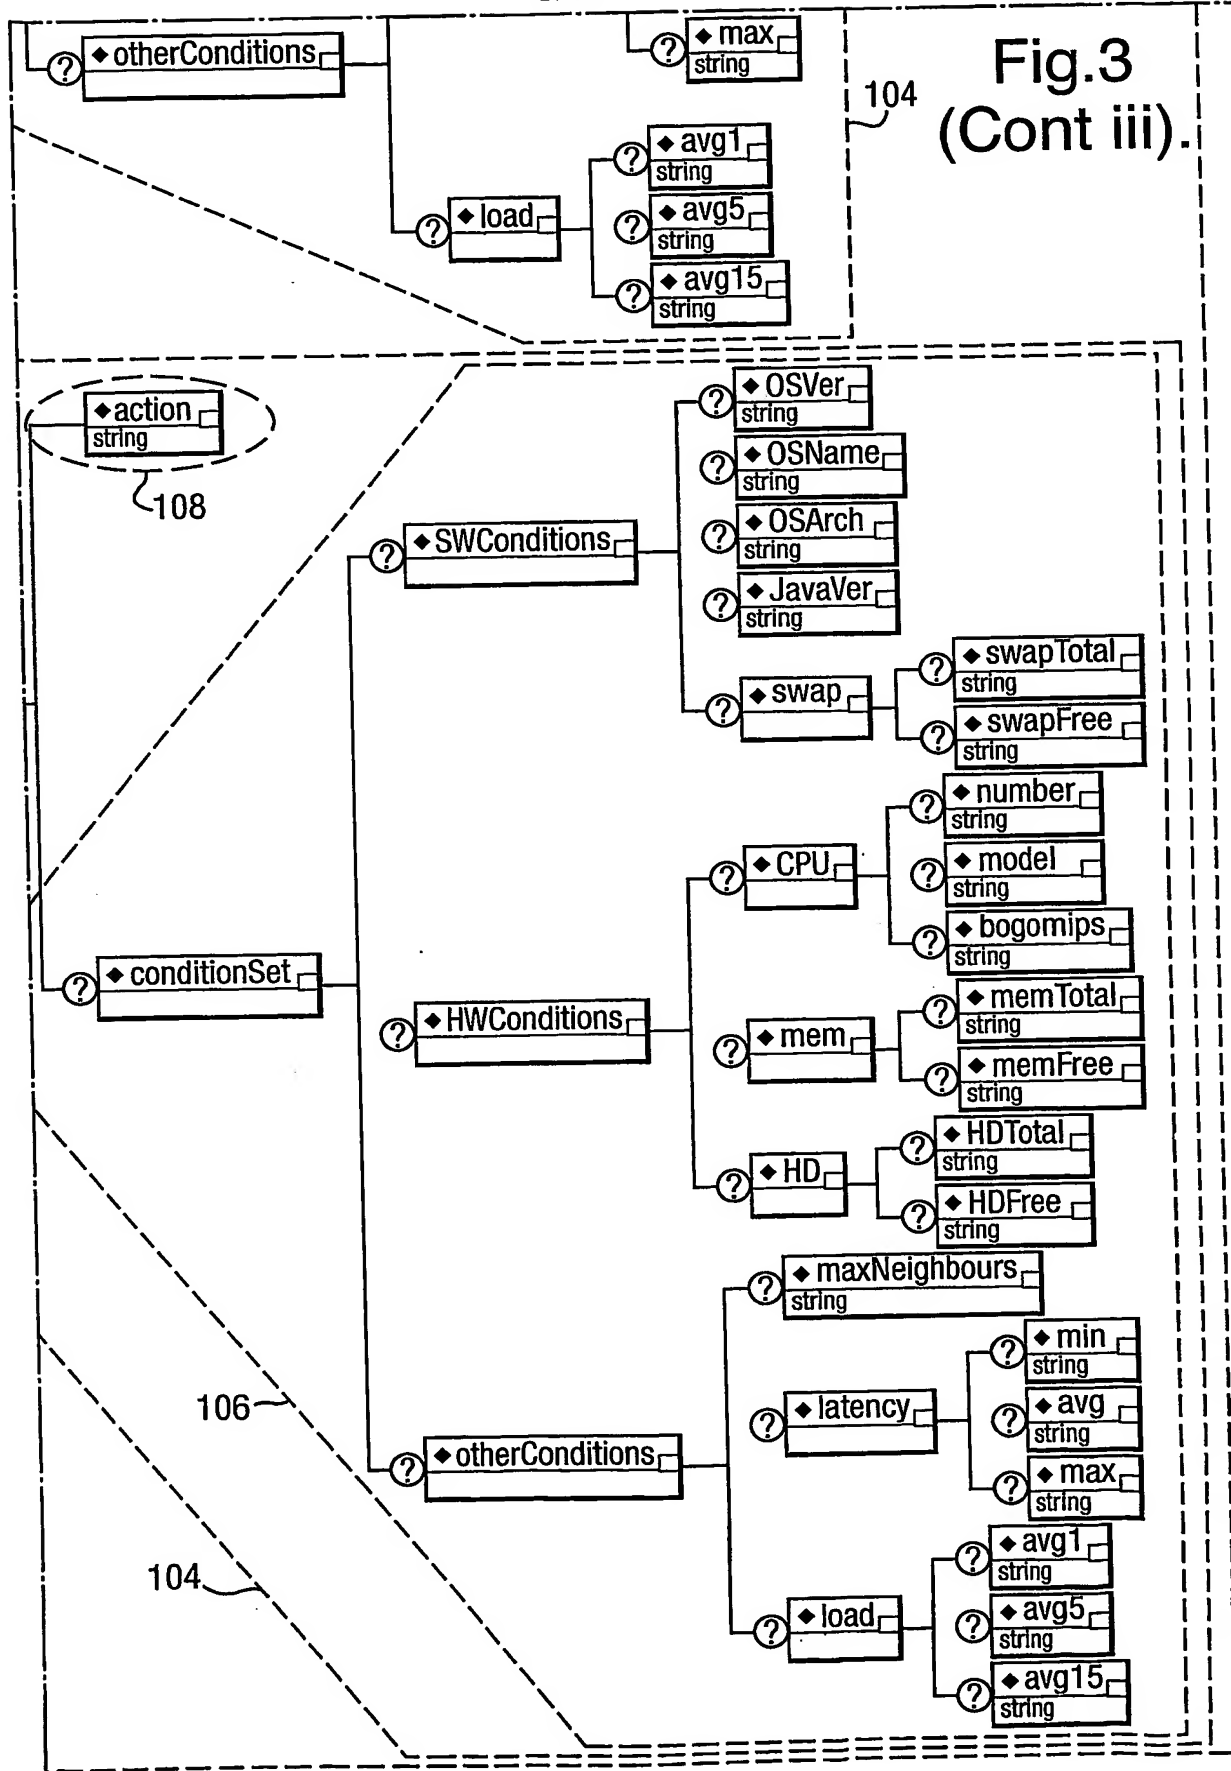 Fig.3
(Cont iii).
? ◆ otherConditions
? ◆ max
string
104
? ◆ avg1
string
? ◆ load
? ◆ avg5
string
? ◆ avg15
string
◆ action
string
108
? ◆ OSVer
string
? ◆ OSName
string
? ◆ SWConditions
? ◆ OSArch
string
? ◆ JavaVer
string
? ◆ swap
? ◆ swapTotal
string
? ◆ swapFree
string
? ◆ number
string
? ◆ CPU
? ◆ model
string
? ◆ bogomips
string
? ◆ conditionSet
? ◆ HWConditions
? ◆ mem
? ◆ memTotal
string
? ◆ memFree
string
? ◆ HD
? ◆ HDTotal
string
? ◆ HDFree
string
? ◆ maxNeighbours
string
? ◆ min
string
106
? ◆ latency
? ◆ avg
string
? ◆ otherConditions
? ◆ max
string
104
? ◆ avg1
string
? ◆ load
? ◆ avg5
string
? ◆ avg15
string